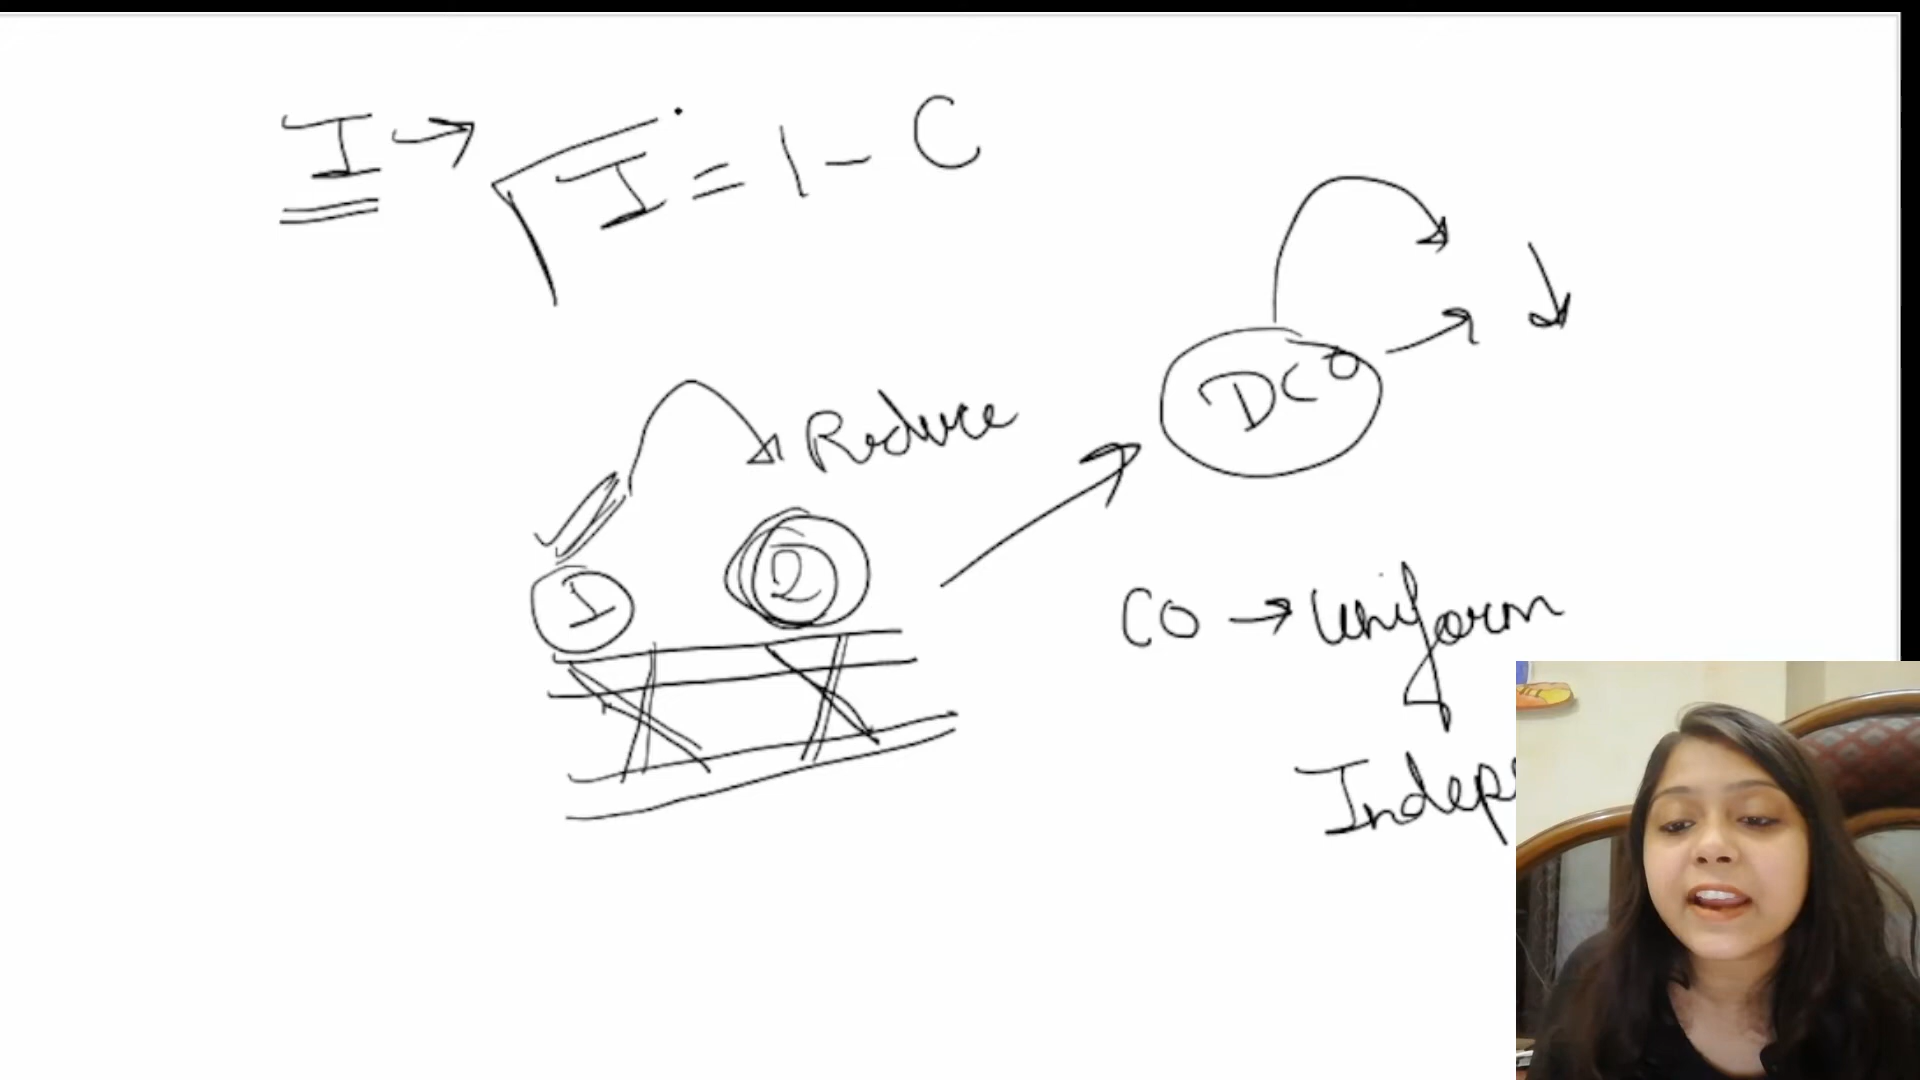 I → I = 1 - C
Reduce
DCO
1 2
CO → Uniform
Indep